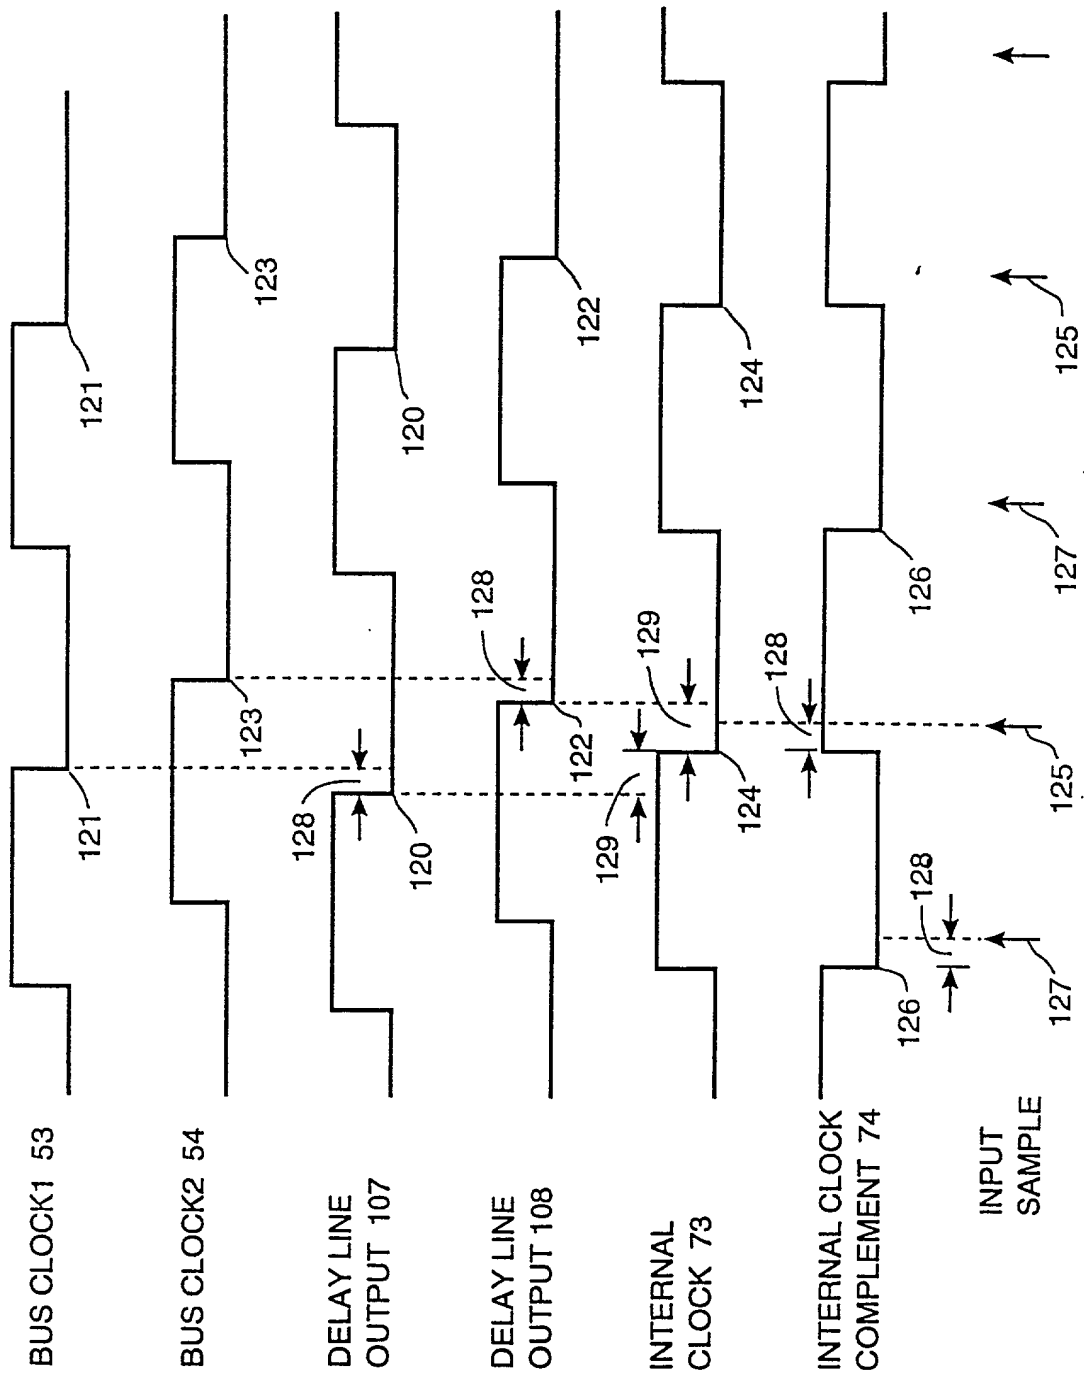 BUS CLOCK1 53
121
121
BUS CLOCK2 54
123
123
DELAY LINE
OUTPUT 107
128
120
120
DELAY LINE
OUTPUT 108
122
128
122
INTERNAL
CLOCK 73
129
124
129
124
INTERNAL CLOCK
COMPLEMENT 74
126
128
128
126
INPUT
SAMPLE
127
125
127
125